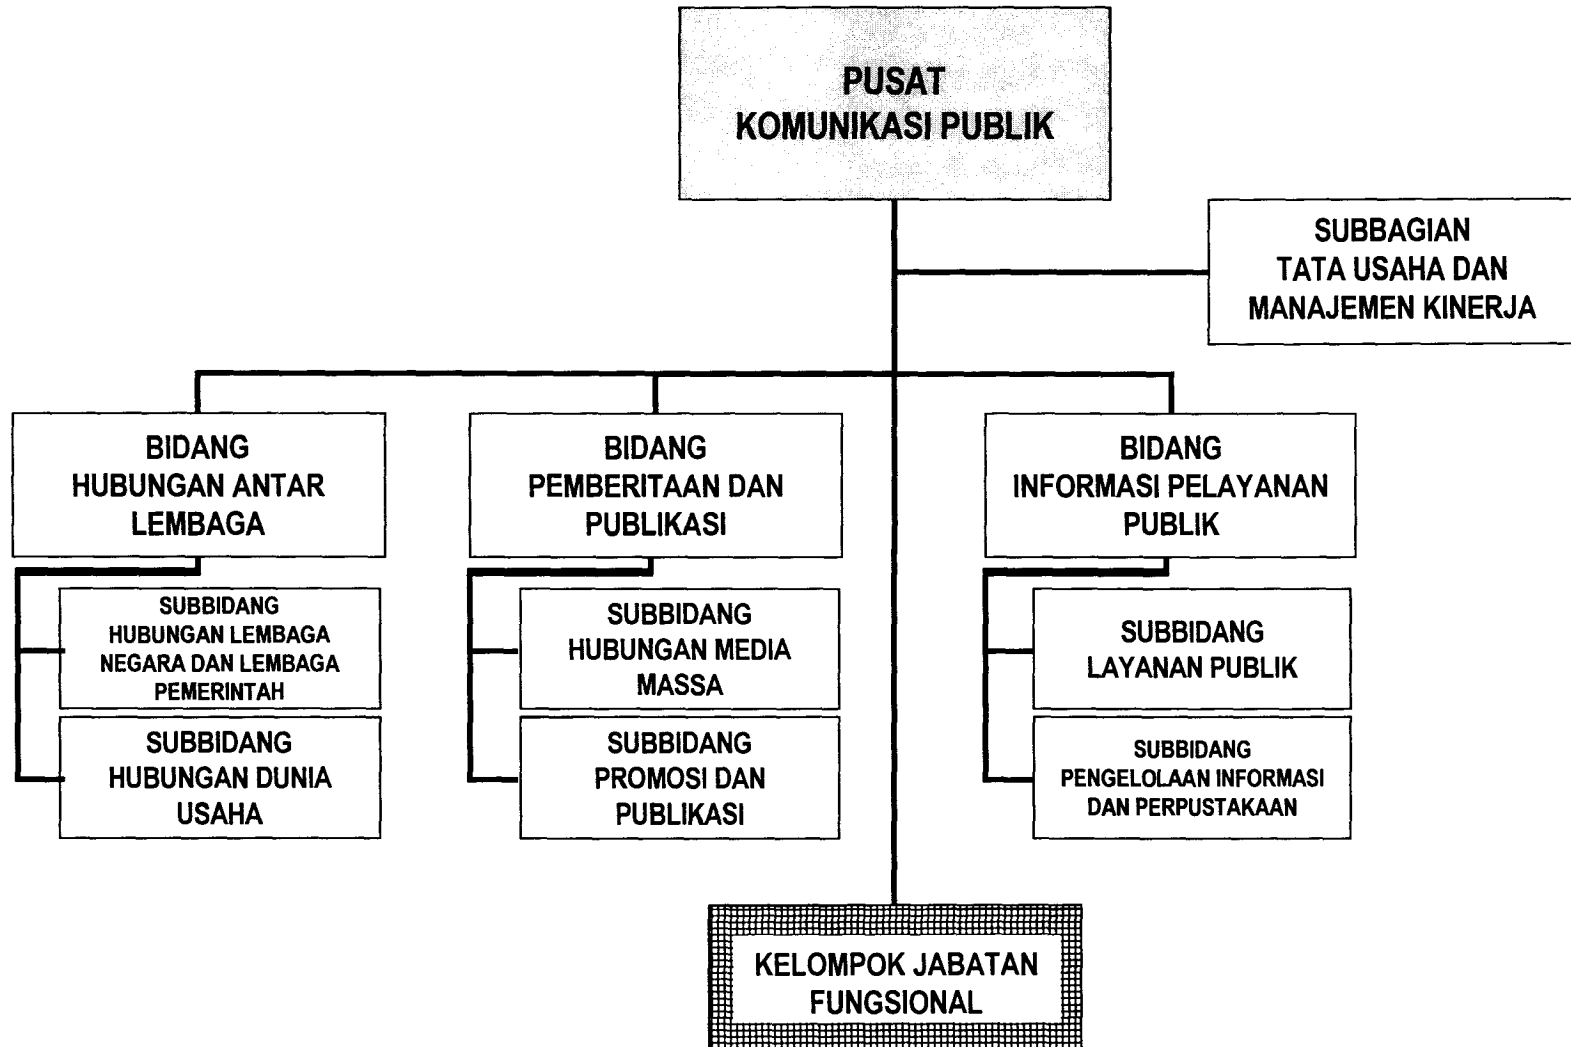 PUSAT
KOMUNIKASI PUBLIK
SUBBAGIAN
TATA USAHA DAN
MANAJEMEN KINERJA
BIDANG
HUBUNGAN ANTAR
LEMBAGA
BIDANG
PEMBERITAAN DAN
PUBLIKASI
BIDANG
INFORMASI PELAYANAN
PUBLIK
SUBBIDANG
HUBUNGAN LEMBAGA
NEGARA DAN LEMBAGA
PEMERINTAH
SUBBIDANG
HUBUNGAN MEDIA
MASSA
SUBBIDANG
LAYANAN PUBLIK
SUBBIDANG
HUBUNGAN DUNIA
USAHA
SUBBIDANG
PROMOSI DAN
PUBLIKASI
SUBBIDANG
PENGELOLAAN INFORMASI
DAN PERPUSTAKAAN
KELOMPOK JABATAN
FUNGSIONAL